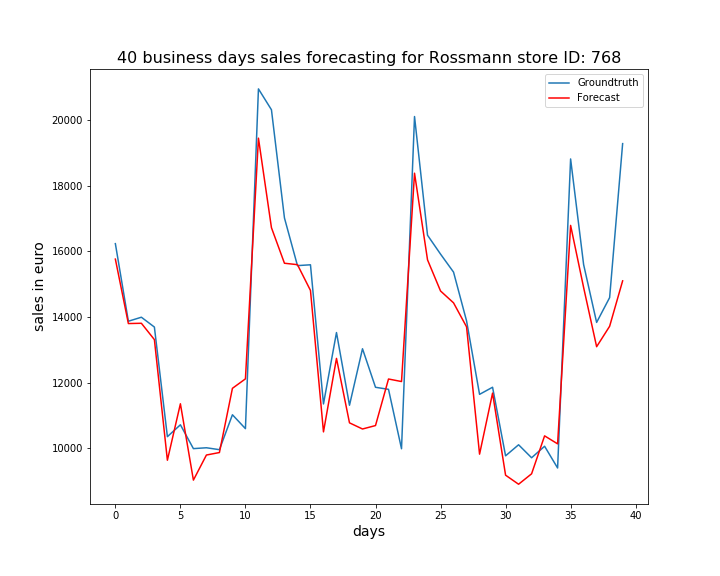 40 business days sales forecasting for Rossmann store ID: 768
Groundtruth
Forecast
20000
18000
16000
14000
12000
10000
sales in euro
0 5 10 15 20 25 30 35 40
days